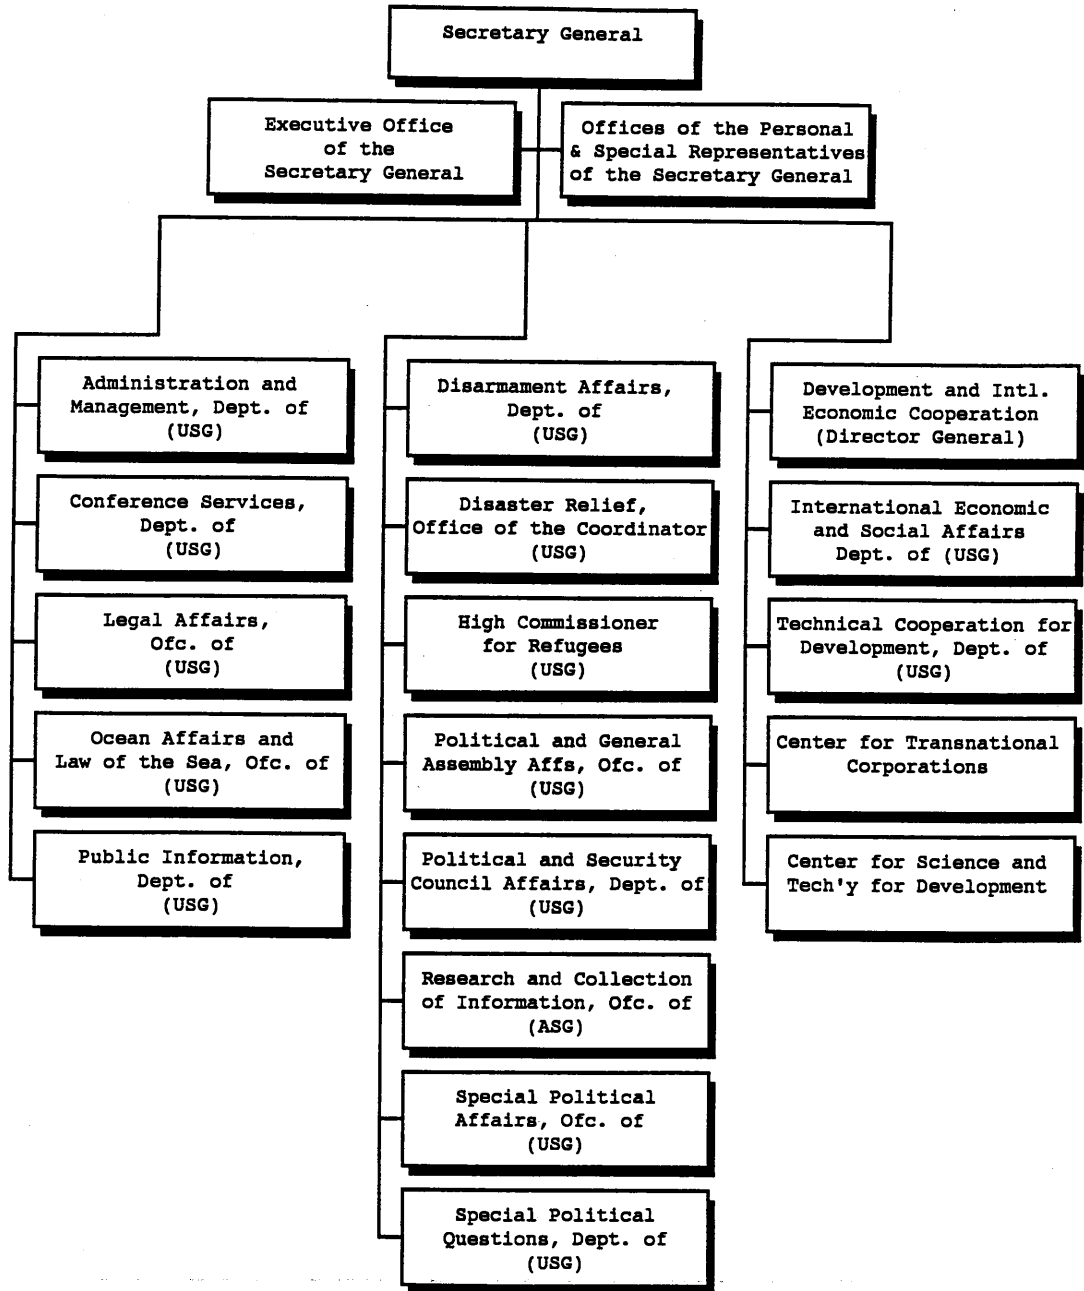 Secretary General
Executive Office
of the
Secretary General
Offices of the Personal
& Special Representatives
of the Secretary General
Administration and
Management, Dept. of
(USG)
Conference Services,
Dept. of
(USG)
Legal Affairs,
Ofc. of
(USG)
Ocean Affairs and
Law of the Sea, Ofc. of
(USG)
Public Information,
Dept. of
(USG)
Disarmament Affairs,
Dept. of
(USG)
Disaster Relief,
Office of the Coordinator
(USG)
High Commissioner
for Refugees
(USG)
Political and General
Assembly Affs, Ofc. of
(USG)
Political and Security
Council Affairs, Dept. of
(USG)
Research and Collection
of Information, Ofc. of
(ASG)
Special Political
Affairs, Ofc. of
(USG)
Special Political
Questions, Dept. of
(USG)
Development and Intl.
Economic Cooperation
(Director General)
International Economic
and Social Affairs
Dept. of (USG)
Technical Cooperation for
Development, Dept. of
(USG)
Center for Transnational
Corporations
Center for Science and
Tech'y for Development